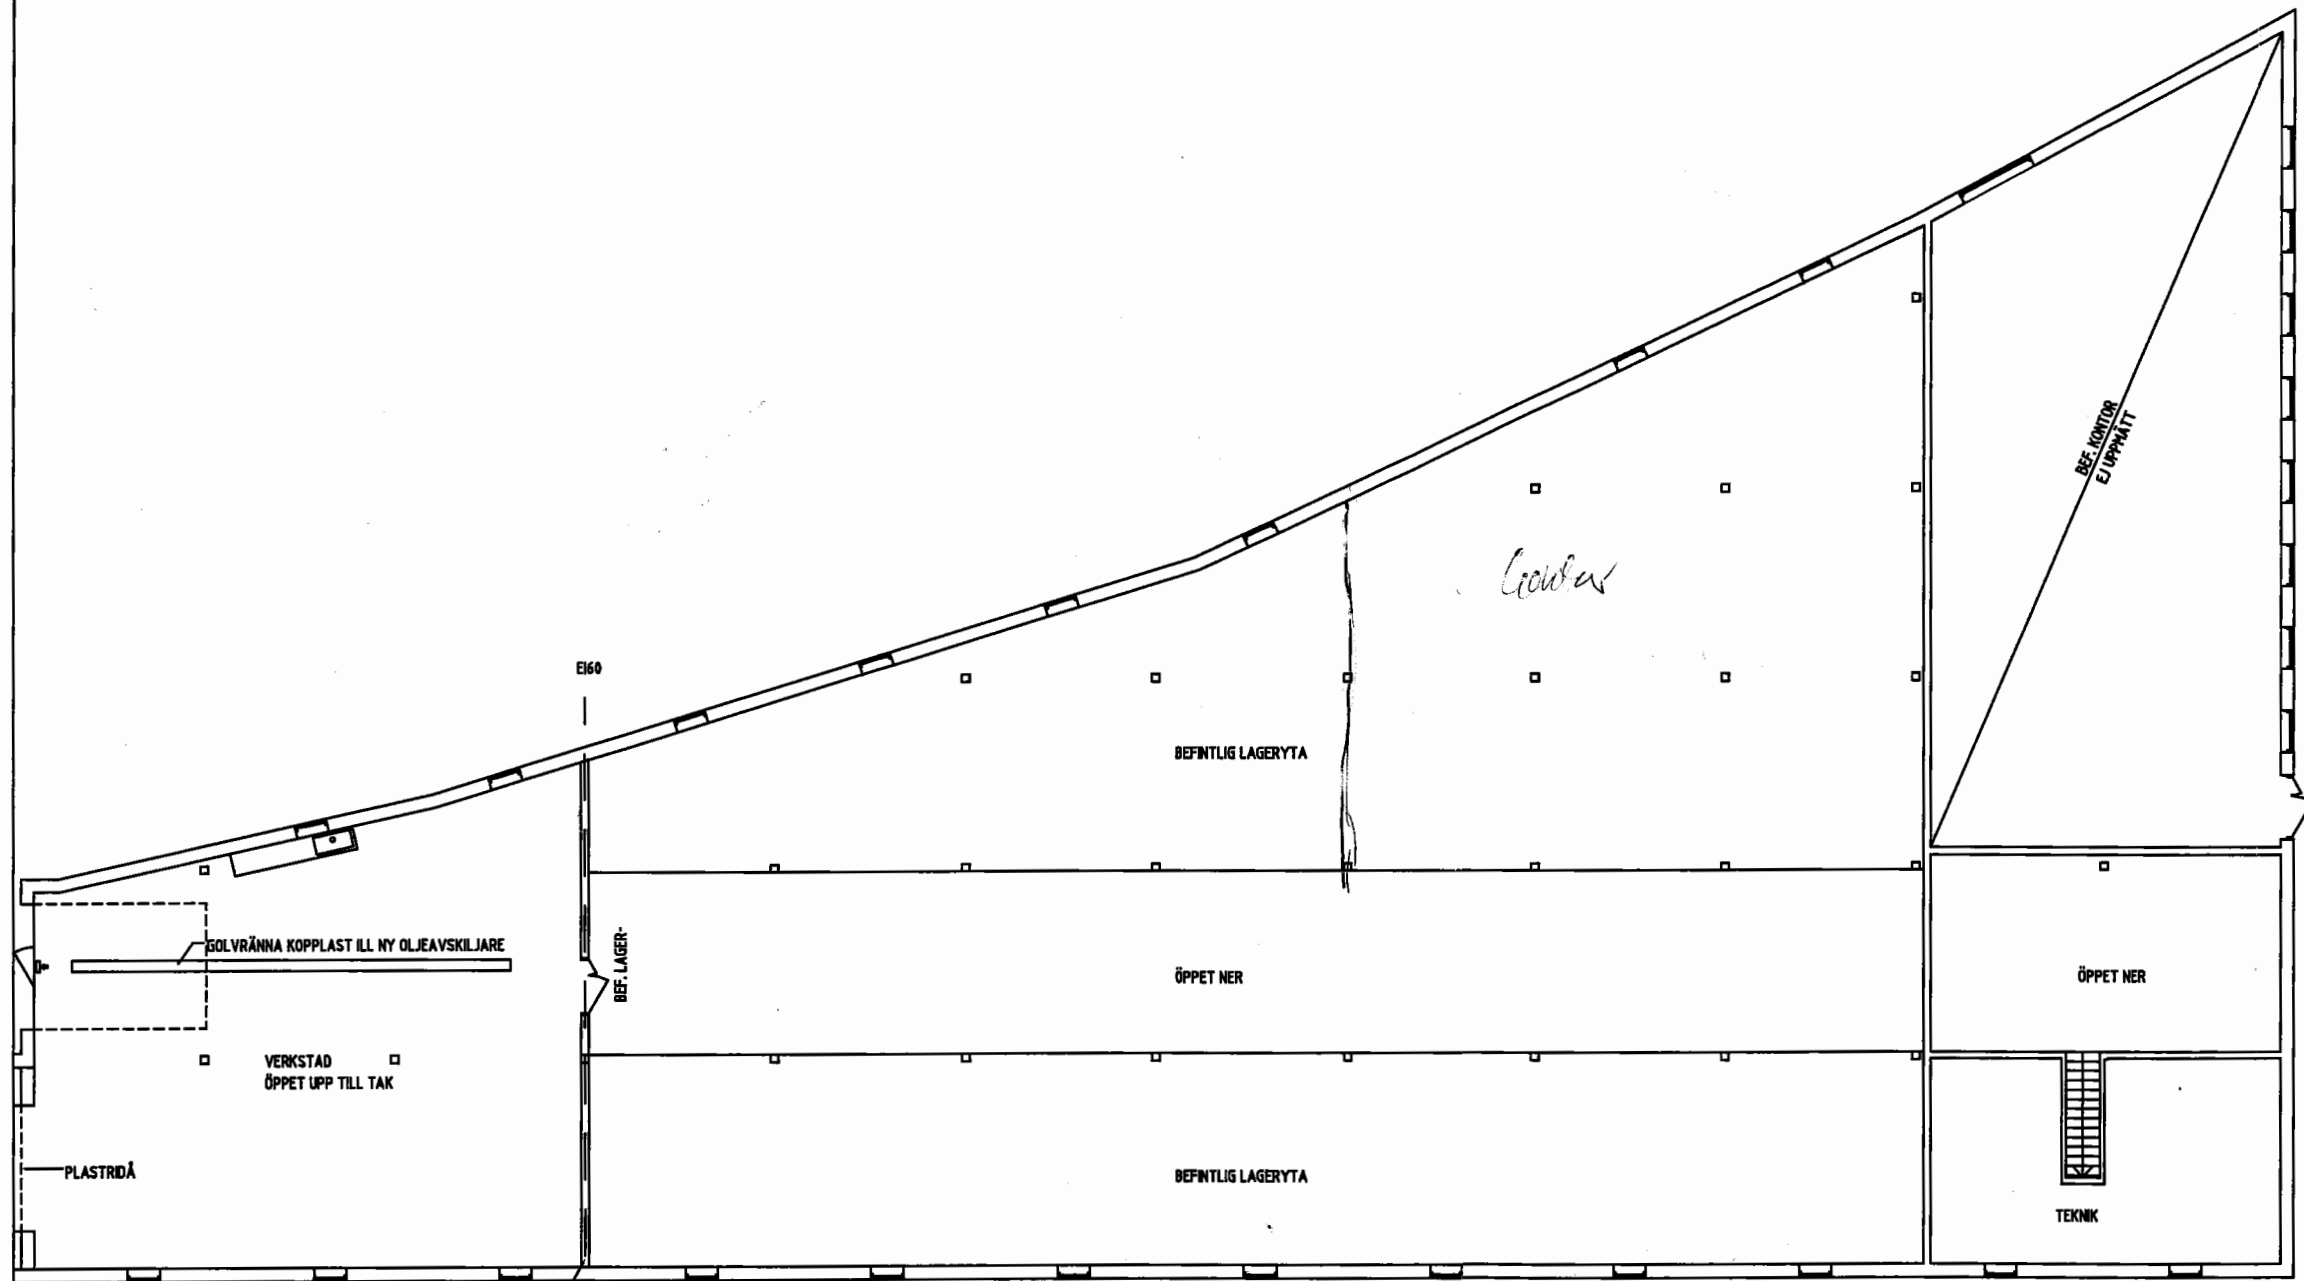 BEF. KONTOR
EJ UPPMÄTT
EI60
BEFINTLIG LAGERYTA
GOLVRÄNNA KOPPLAST ILL NY OLJEAVSKILJARE
BEF. LAGER-
ÖPPET NER
ÖPPET NER
VERKSTAD
ÖPPET UPP TILL TAK
PLASTRIDÅ
BEFINTLIG LAGERYTA
TEKNIK